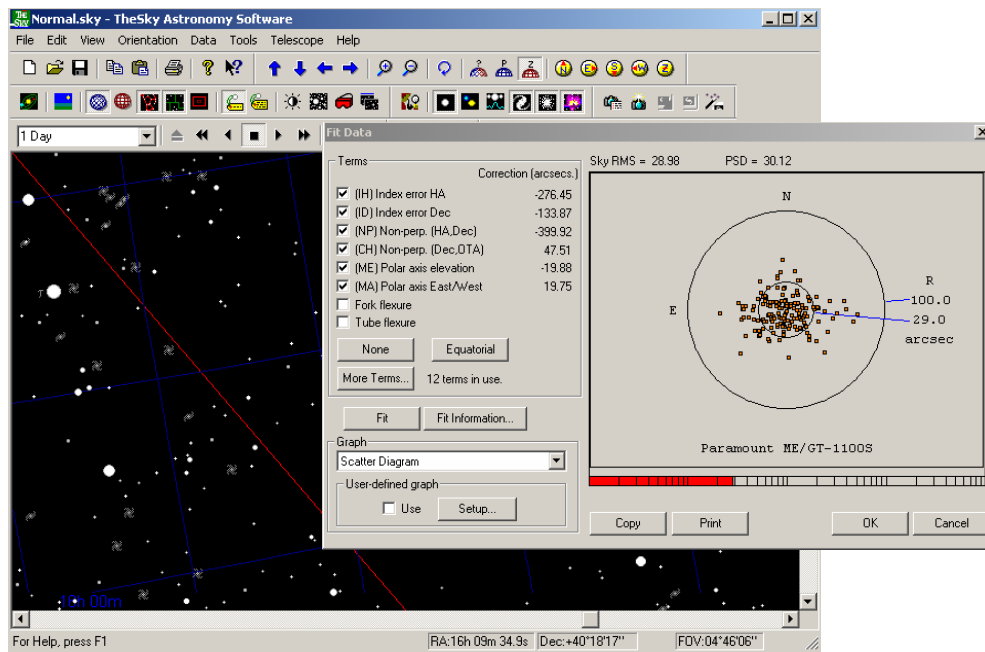 Normal.sky - TheSky Astronomy Software
File Edit View Orientation Data Tools Telescope Help
1 Day
Fit Data
Terms
Correction (arcsecs.)
(IH) Index error HA -276.45
(ID) Index error Dec -133.87
(NP) Non-perp. (HA,Dec) -399.92
(CH) Non-perp. (Dec,OTA) 47.51
(ME) Polar axis elevation -19.88
(MA) Polar axis East/West 19.75
Fork flexure
Tube flexure
None Equatorial
More Terms... 12 terms in use.
Fit Fit Information...
Graph
Scatter Diagram
User-defined graph
Use Setup...
Sky RMS = 28.98 PSD = 30.12
N
E
R
100.0
29.0
arcsec
Paramount ME/GT-1100S
Copy Print OK Cancel
16h 00m
For Help, press F1 RA:16h 09m 34.9s Dec:+40°18'17" FOV:04°46'06"